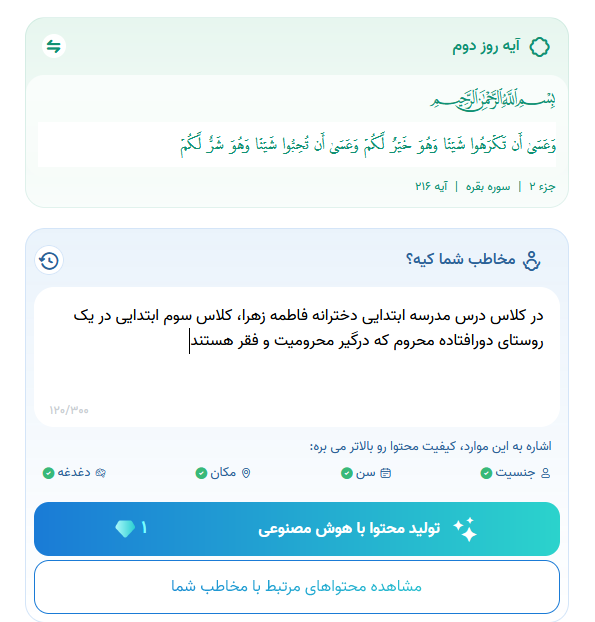 آیه روز دوم
بِسْمِ اللَّهِ الرَّحْمَٰنِ الرَّحِيمِ
وَعَسَىٰ أَن تَكْرَهُوا شَيْئًا وَهُوَ خَيْرٌ لَّكُمْ وَعَسَىٰ أَن تُحِبُّوا شَيْئًا وَهُوَ شَرٌّ لَّكُمْ
جزء ۲ | سوره بقره | آیه ۲۱۶
مخاطب شما کیه؟
در کلاس درس مدرسه ابتدایی دخترانه فاطمه زهرا، کلاس سوم ابتدایی در یک
روستای دورافتاده محروم که درگیر محرومیت و فقر هستند
۱۲۰/۳۰۰
اشاره به این موارد، کیفیت محتوا رو بالاتر می بره:
جنسیت سن مکان دغدغه
تولید محتوا با هوش مصنوعی ۱
مشاهده محتواهای مرتبط با مخاطب شما